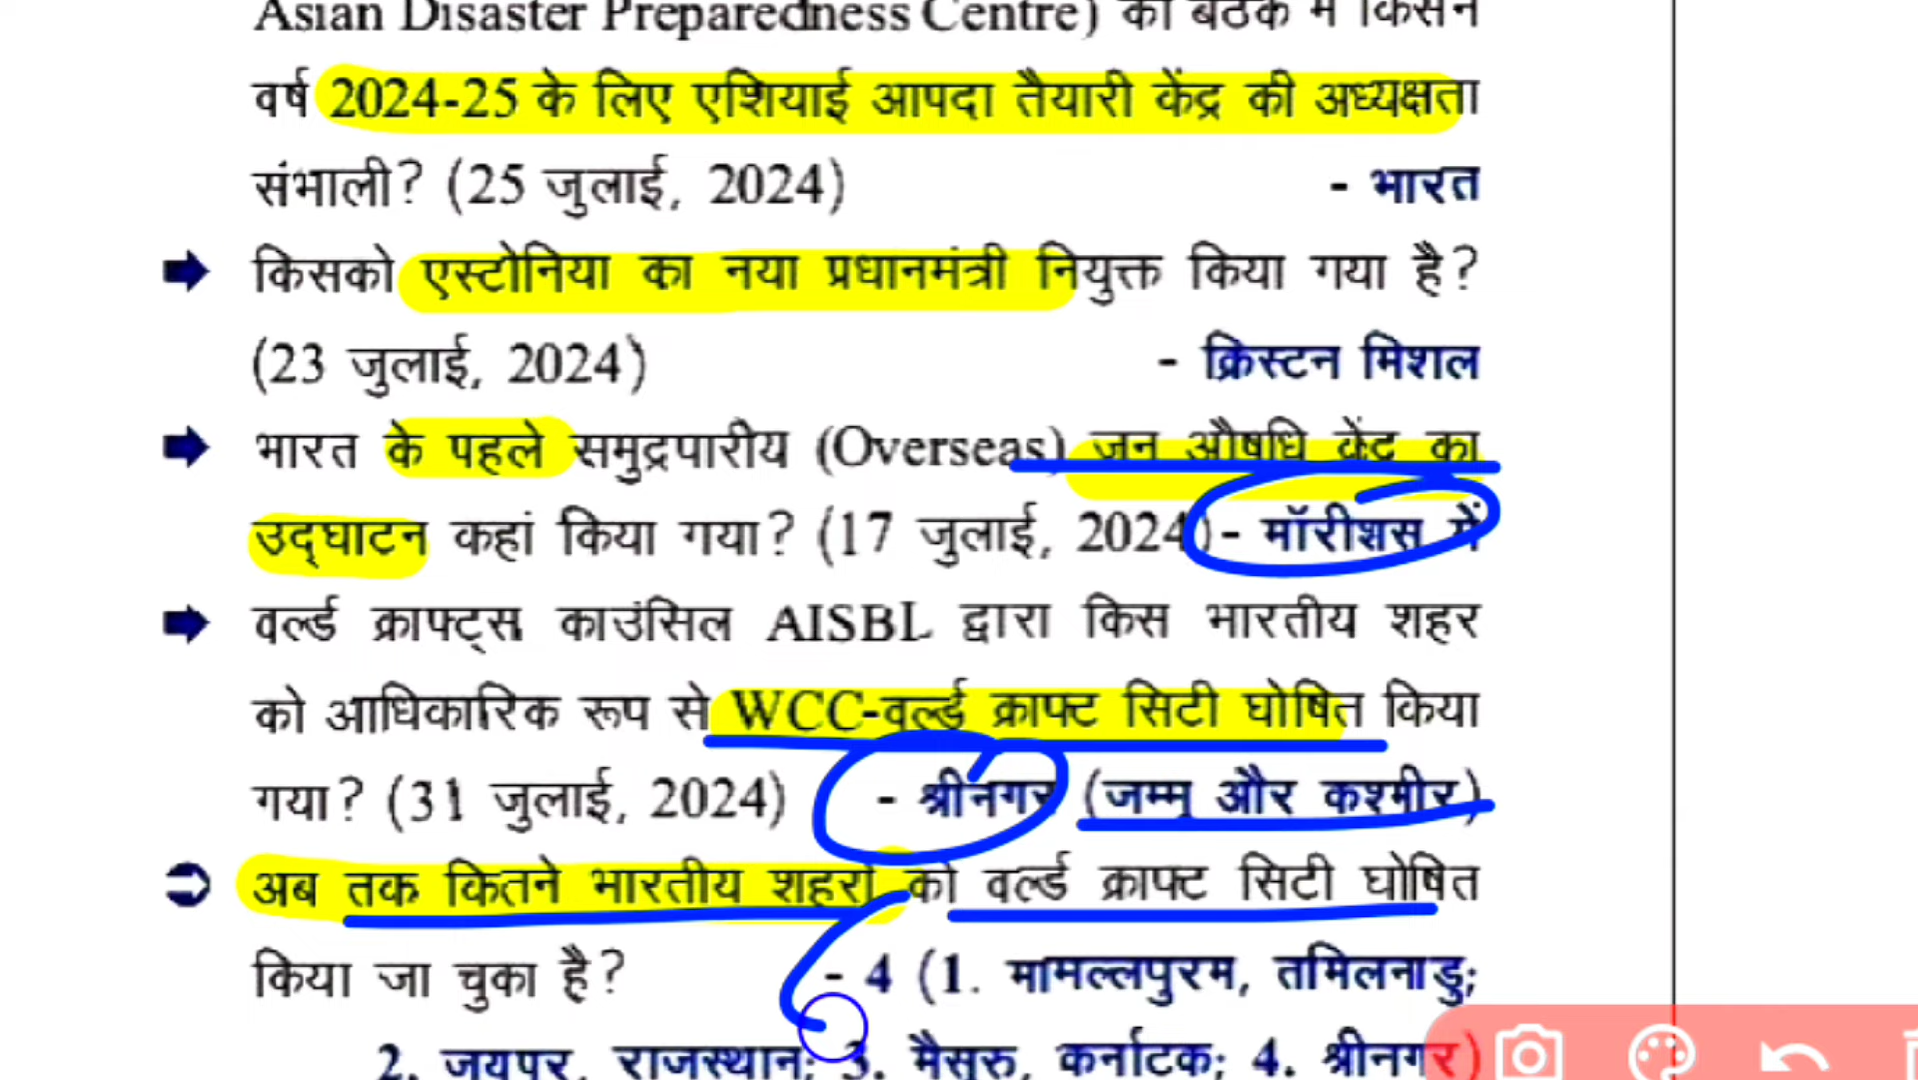 Asian Disaster Preparedness Centre) की बैठक में किसने
वर्ष 2024-25 के लिए एशियाई आपदा तैयारी केंद्र की अध्यक्षता
संभाली? (25 जुलाई, 2024) - भारत
किसको एस्टोनिया का नया प्रधानमंत्री नियुक्त किया गया है?
(23 जुलाई, 2024) - क्रिस्टन मिशल
भारत के पहले समुद्रपारीय (Overseas) जन औषधि केंद्र का
उद्घाटन कहां किया गया? (17 जुलाई, 2024)- मॉरीशस में
वर्ल्ड क्राफ्ट्स काउंसिल AISBL द्वारा किस भारतीय शहर
को आधिकारिक रूप से WCC-वर्ल्ड क्राफ्ट सिटी घोषित किया
गया? (31 जुलाई, 2024) - श्रीनगर (जम्मू और कश्मीर)
अब तक कितने भारतीय शहरों को वर्ल्ड क्राफ्ट सिटी घोषित
किया जा चुका है? - 4 (1. मामल्लपुरम, तमिलनाडु;
2. जयपुर, राजस्थान; 3. मैसुरु, कर्नाटक; 4. श्रीनगर)